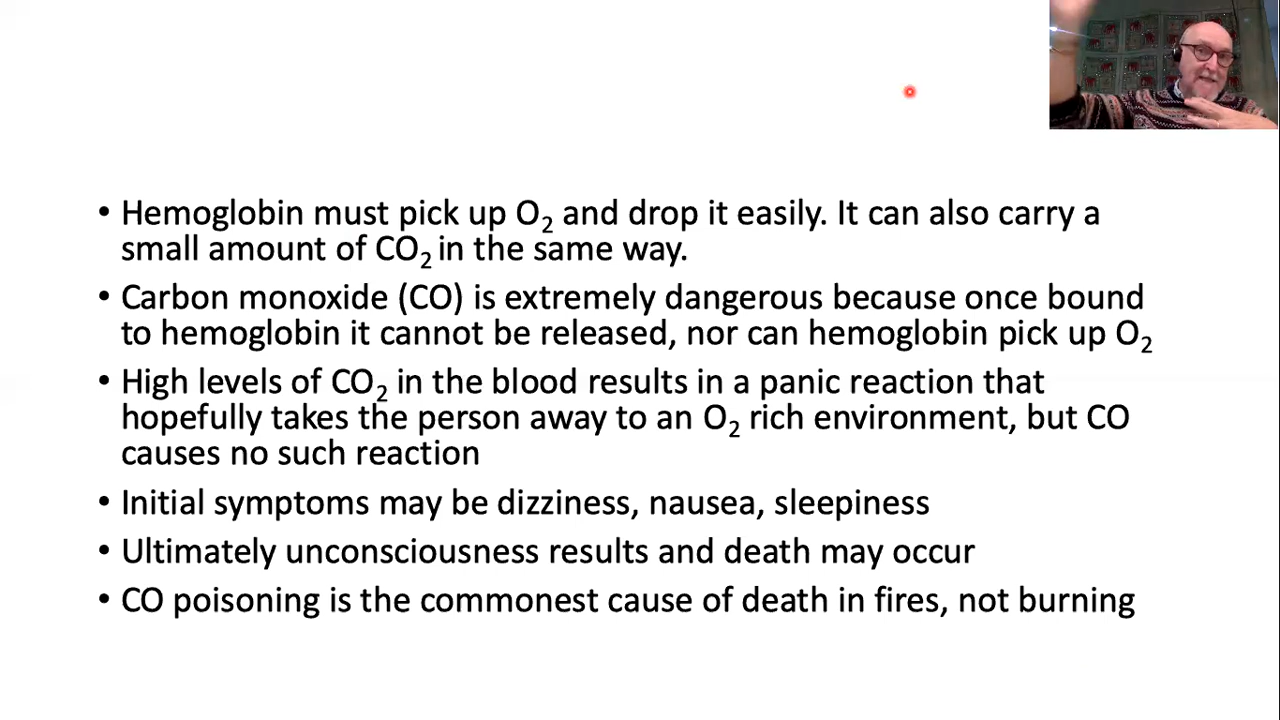 • Hemoglobin must pick up O₂ and drop it easily. It can also carry a
small amount of CO₂ in the same way.
• Carbon monoxide (CO) is extremely dangerous because once bound
to hemoglobin it cannot be released, nor can hemoglobin pick up O₂
• High levels of CO₂ in the blood results in a panic reaction that
hopefully takes the person away to an O₂ rich environment, but CO
causes no such reaction
• Initial symptoms may be dizziness, nausea, sleepiness
• Ultimately unconsciousness results and death may occur
• CO poisoning is the commonest cause of death in fires, not burning